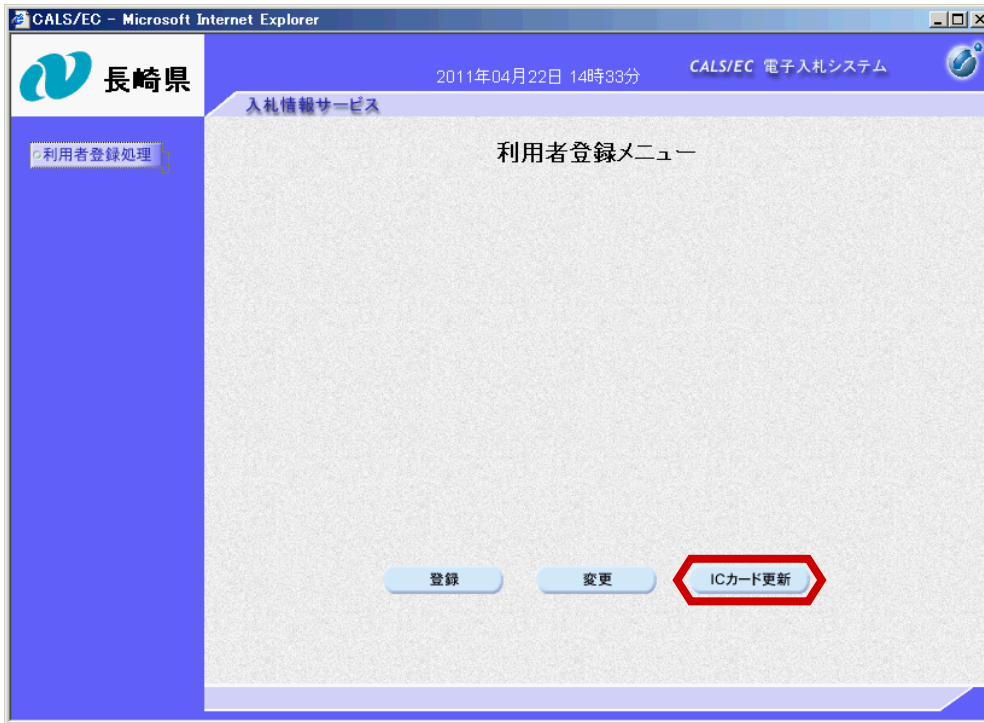 CALS/EC - Microsoft Internet Explorer
長崎県
2011年04月22日 14時33分
CALS/EC 電子入札システム
入札情報サービス
利用者登録処理
利用者登録メニュー
登録
変更
ICカード更新